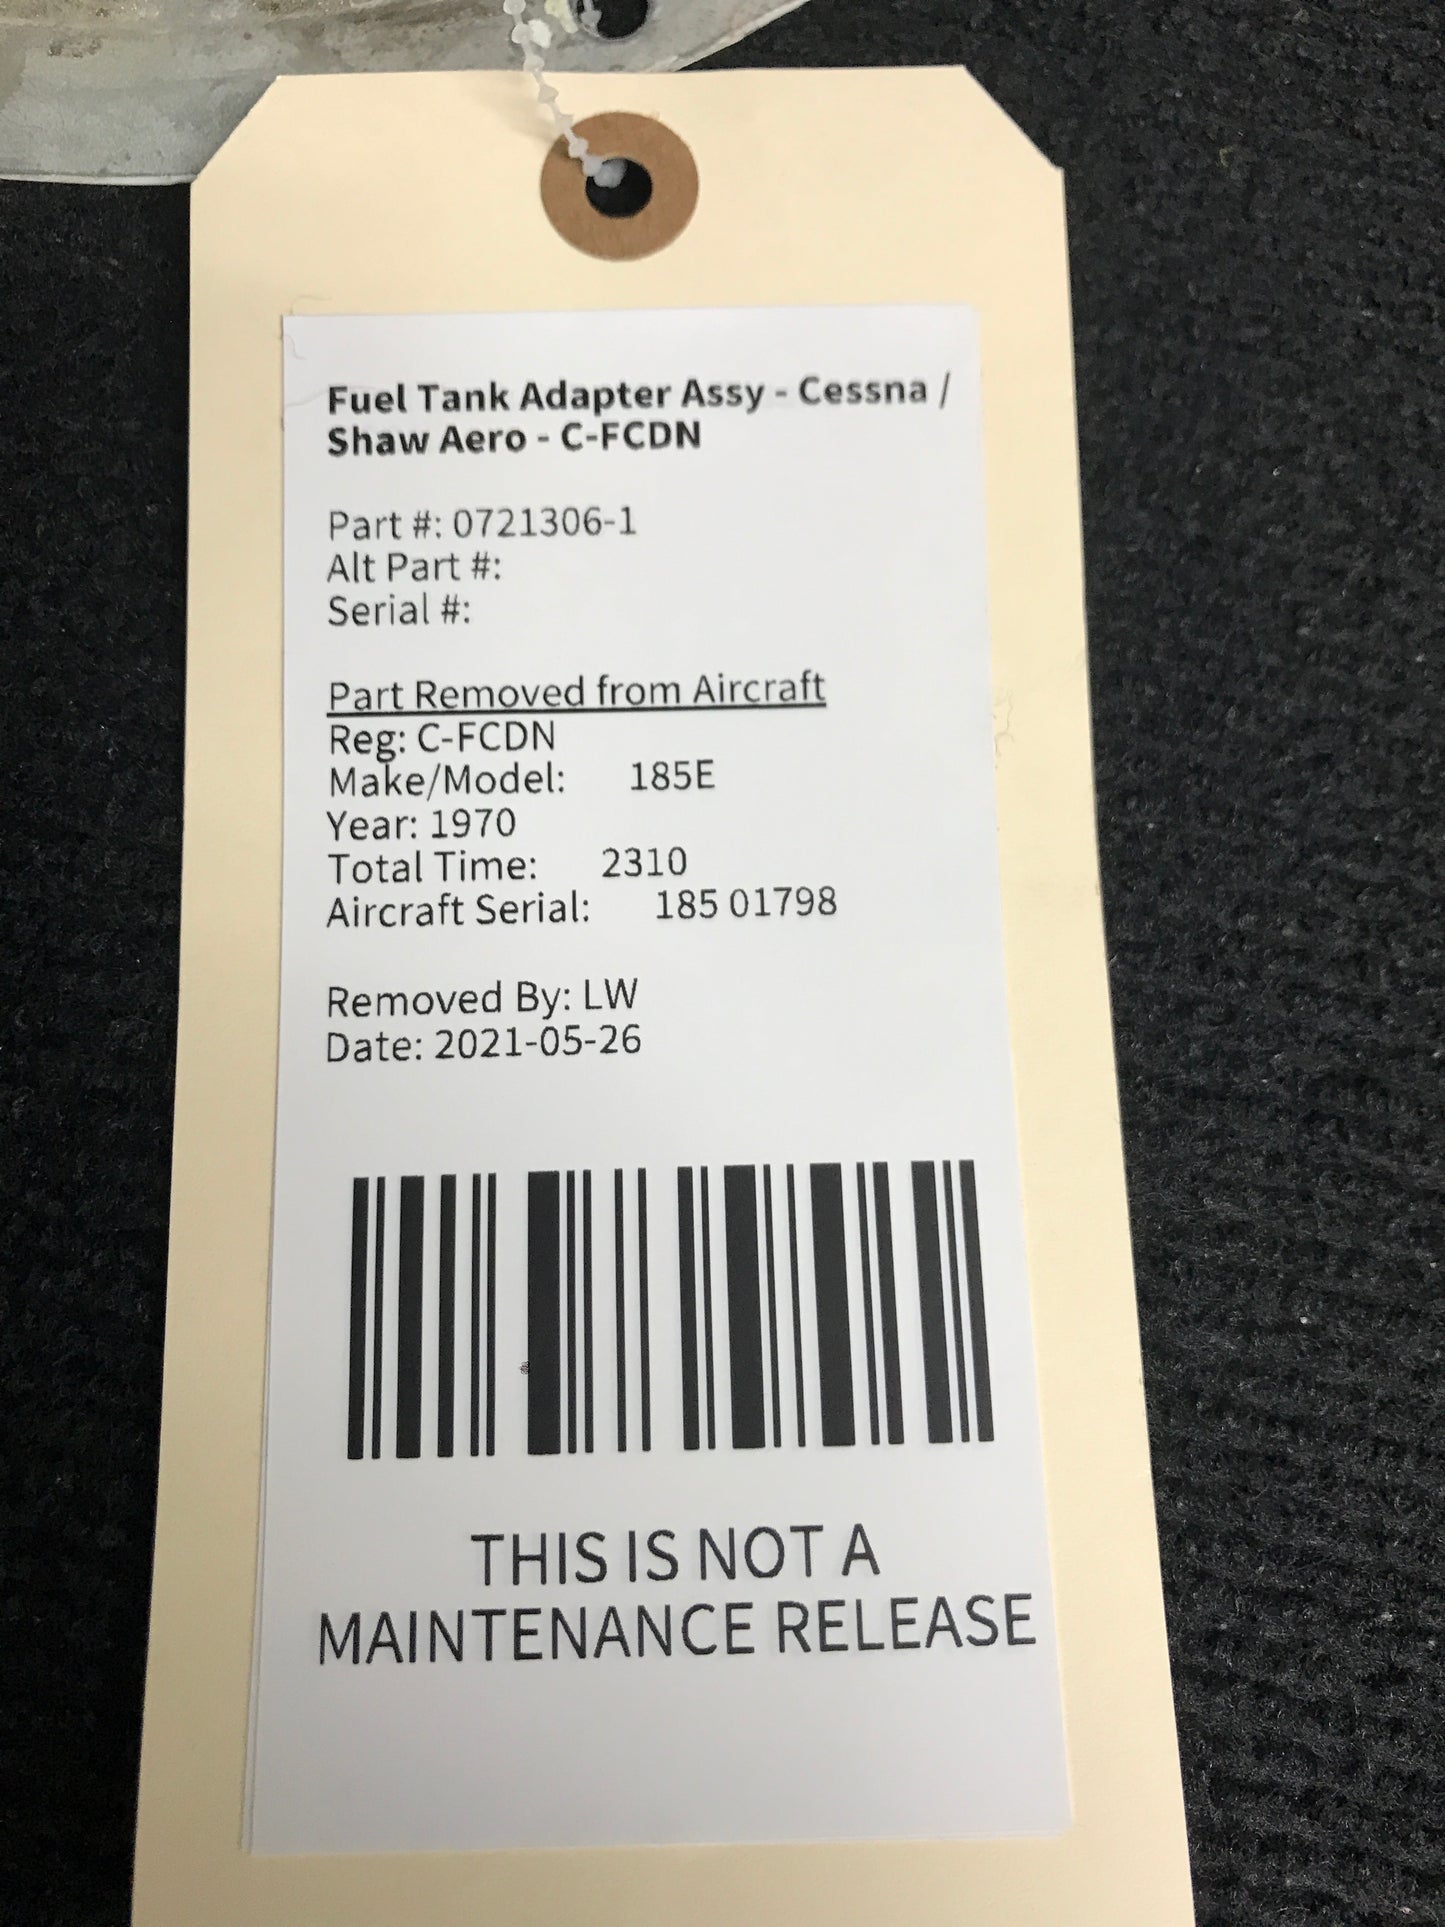 Fuel Tank Adapter Assy - Cessna /
Shaw Aero - C-FCDN
Part #: 0721306-1
Alt Part #:
Serial #:
Part Removed from Aircraft
Reg: C-FCDN
Make/Model: 185E
Year: 1970
Total Time: 2310
Aircraft Serial: 185 01798
Removed By: LW
Date: 2021-05-26
THIS IS NOT A
MAINTENANCE RELEASE